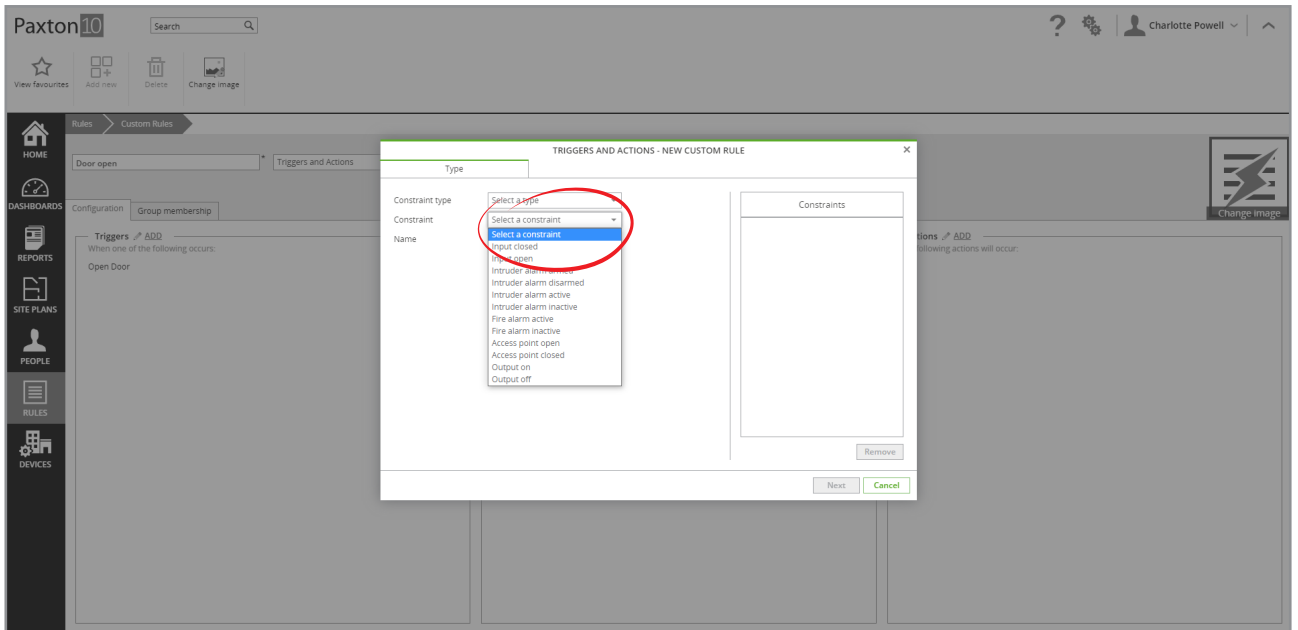 Paxton10
Search
Charlotte Powell
View favourites
Add new
Delete
Change image
HOME
DASHBOARDS
REPORTS
SITE PLANS
PEOPLE
RULES
DEVICES
Rules
Custom Rules
Door open
*
Triggers and Actions
Change image
Configuration
Group membership
Triggers ADD
When one of the following occurs:
Open Door
tions ADD
ollowing actions will occur:
TRIGGERS AND ACTIONS - NEW CUSTOM RULE
Type
Constraint type
Select a type
Constraint
Select a constraint
Name
Select a constraint
Input closed
Input open
Intruder alarm armed
Intruder alarm disarmed
Intruder alarm active
Intruder alarm inactive
Fire alarm active
Fire alarm inactive
Access point open
Access point closed
Output on
Output off
Constraints
Remove
Next
Cancel